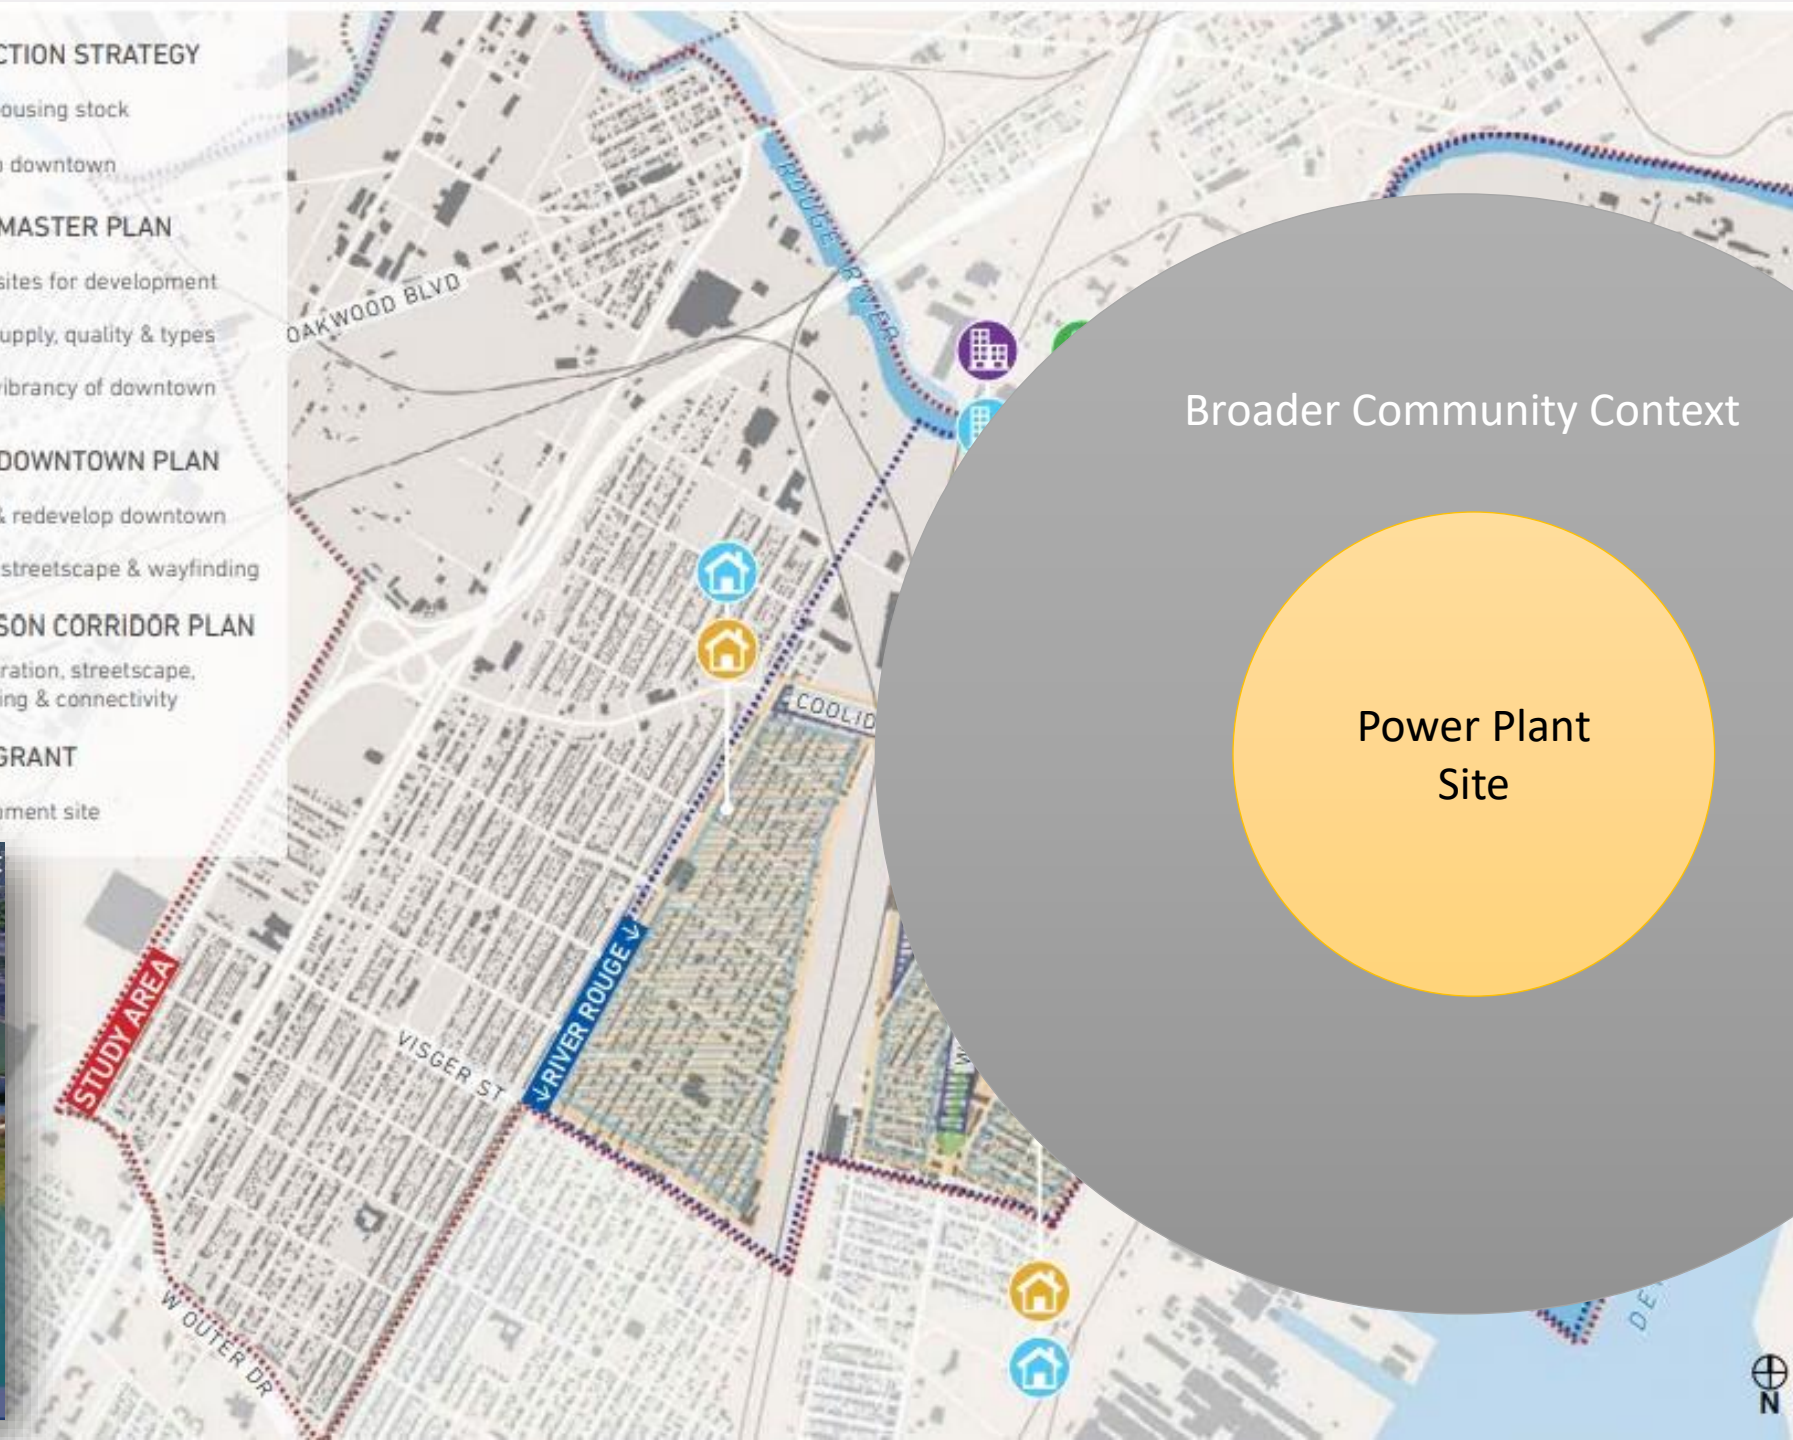 CTION STRATEGY
ousing stock
downtown
MASTER PLAN
sites for development
upply, quality & types
vibrancy of downtown
DOWNTOWN PLAN
& redevelop downtown
streetscape & wayfinding
SON CORRIDOR PLAN
ration, streetscape,
ing & connectivity
GRANT
ment site
OAKWOOD BLVD
ROUGE RIVER
Broader Community Context
COOLID
Power Plant
Site
STUDY AREA
RIVER ROUGE
VISGER ST
W OUTER DR
W
DE
N